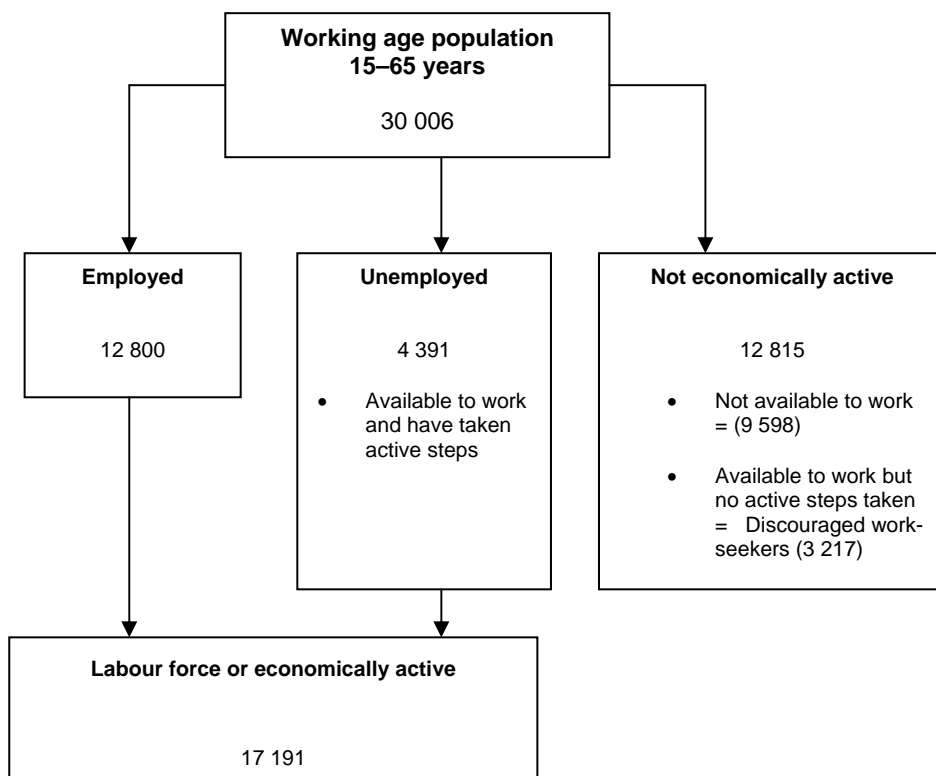 Working age population
15–65 years
30 006
Employed
12 800
Unemployed
4 391
• Available to work
and have taken
active steps
Not economically active
12 815
• Not available to work
= (9 598)
• Available to work but
no active steps taken
= Discouraged work-
seekers (3 217)
Labour force or economically active
17 191